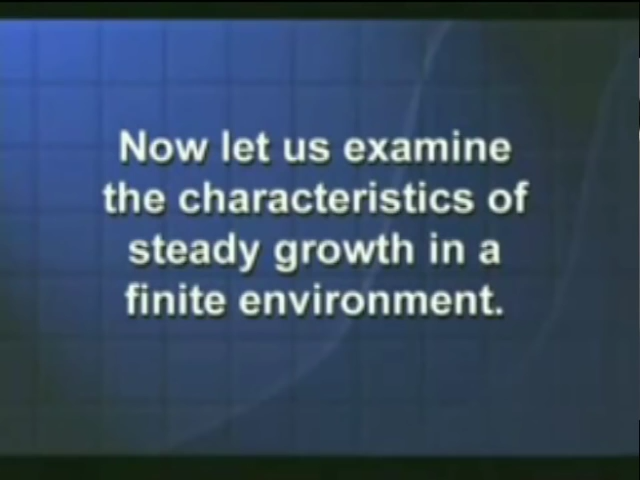 Now let us examine
the characteristics of
steady growth in a
finite environment.